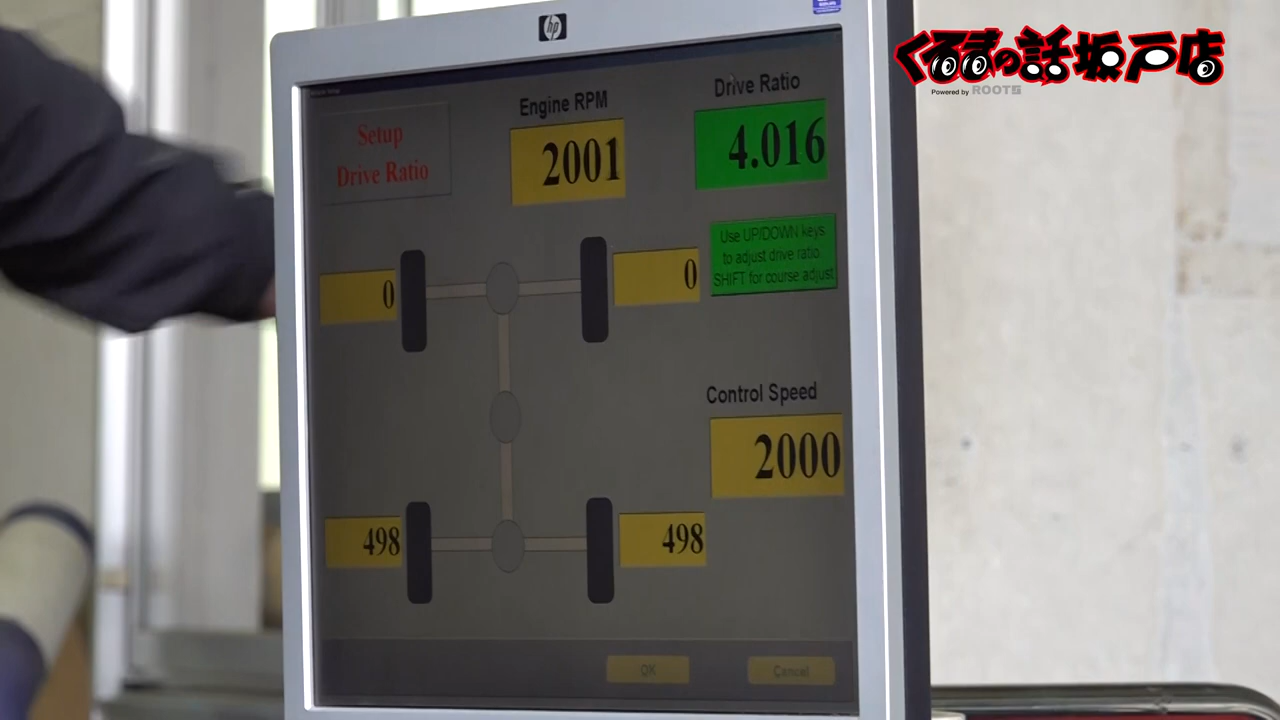 くるまの話坂戸店
Powered by ROOTS
hp
Setup
Drive Ratio
Engine RPM
2001
Drive Ratio
4.016
Use UP/DOWN keys
to adjust drive ratio
SHIFT for course adjust
0
0
Control Speed
2000
498
498
OK
Cancel